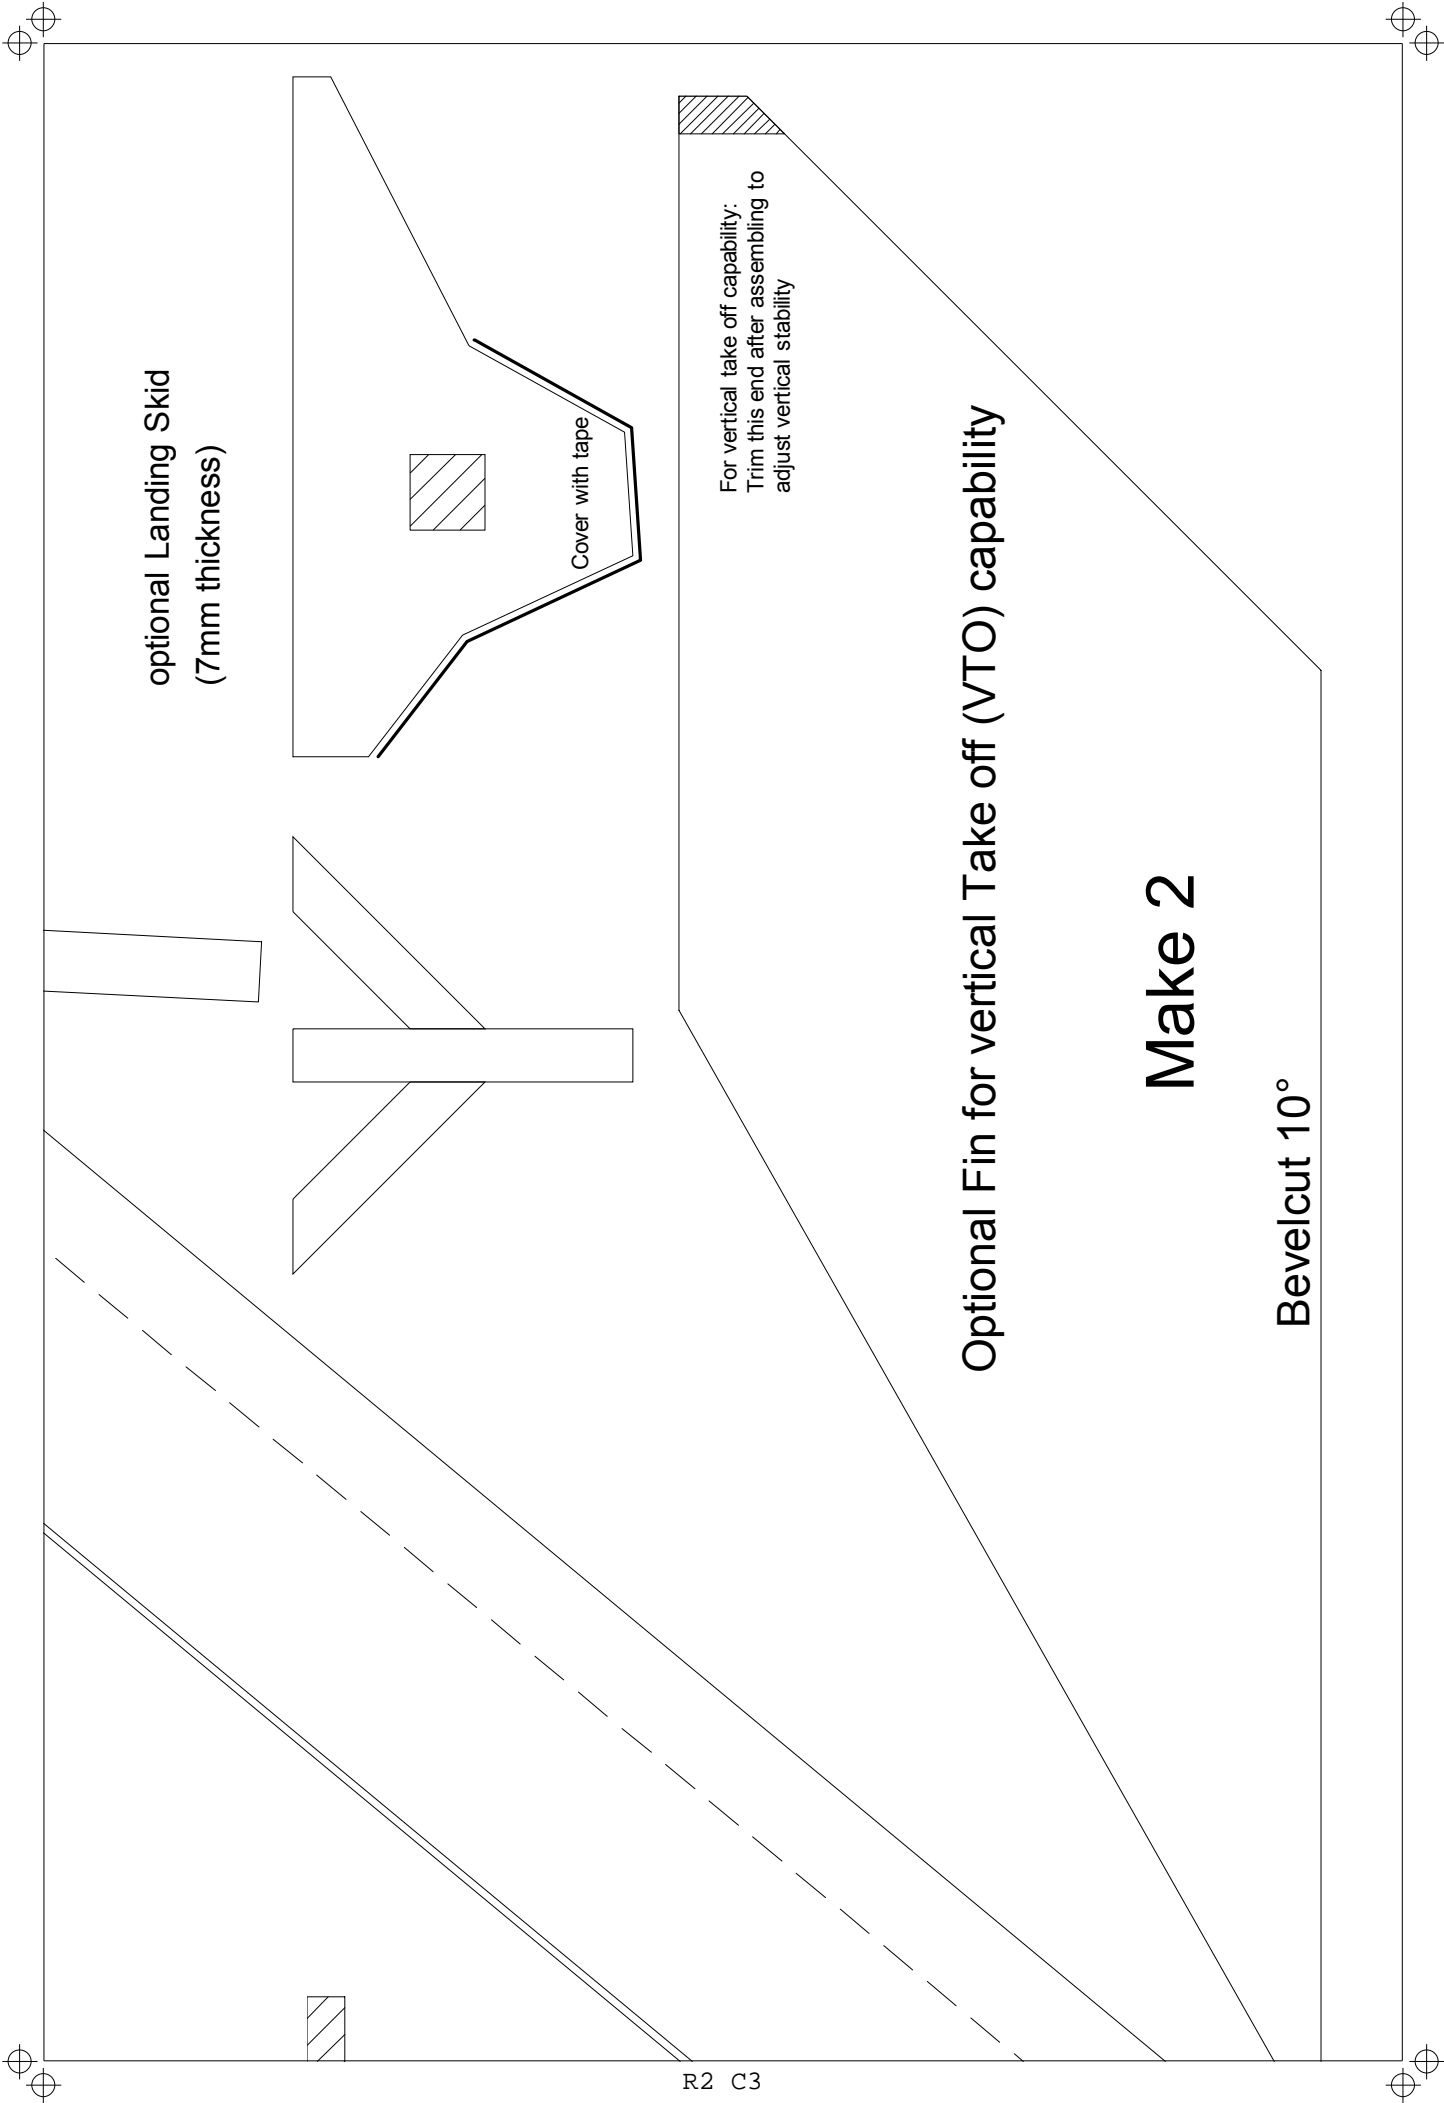 optional Landing Skid
(7mm thickness)
Cover with tape
For vertical take off capability:
Trim this end after assembling to
adjust vertical stability
Optional Fin for vertical Take off (VTO) capability
Make 2
Bevelcut 10°
R2 C3